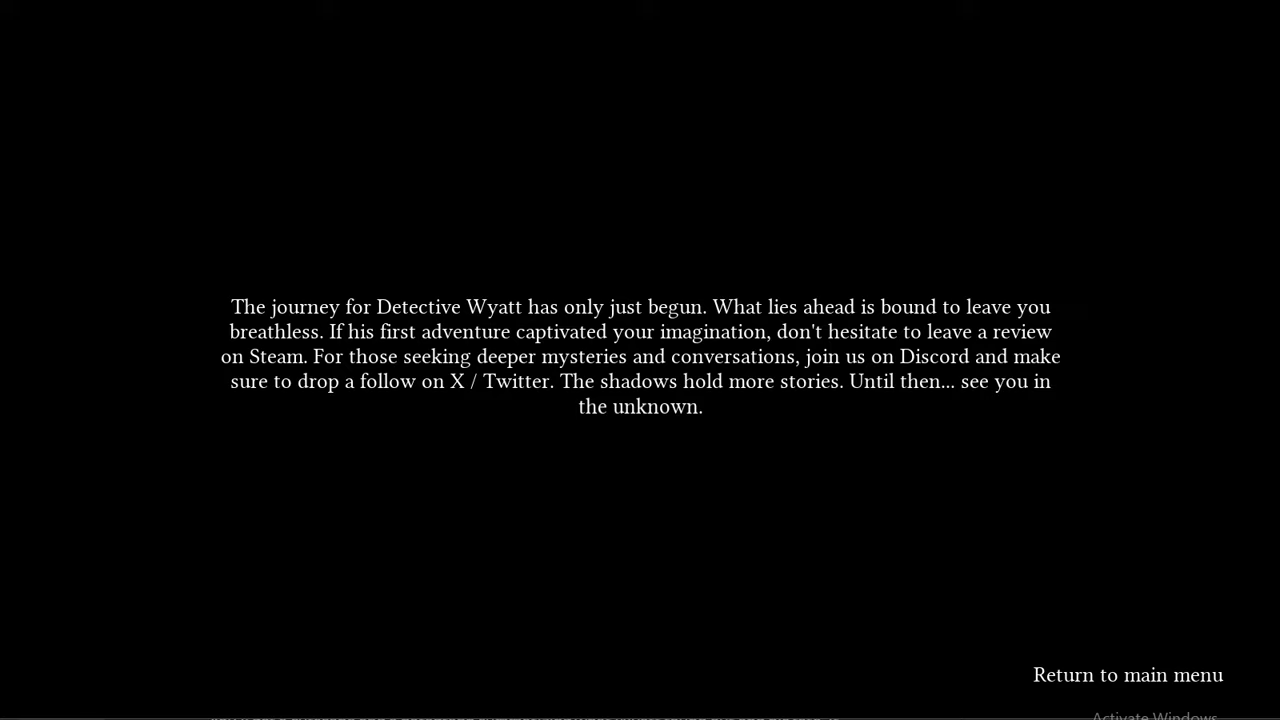 The journey for Detective Wyatt has only just begun. What lies ahead is bound to leave you
breathless. If his first adventure captivated your imagination, don't hesitate to leave a review
on Steam. For those seeking deeper mysteries and conversations, join us on Discord and make
sure to drop a follow on X / Twitter. The shadows hold more stories. Until then... see you in
the unknown.
Return to main menu
Activate Windows